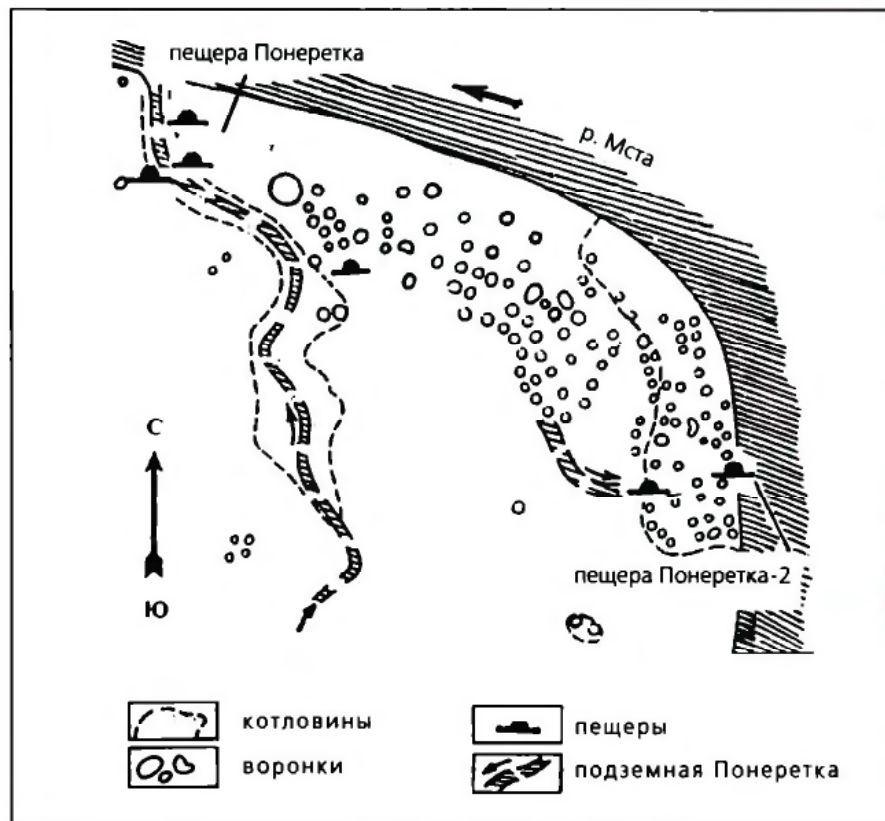 пещера Понеретка
р. Мста
С
Ю
пещера Понеретка-2
котловины
пещеры
воронки
подземная Понеретка